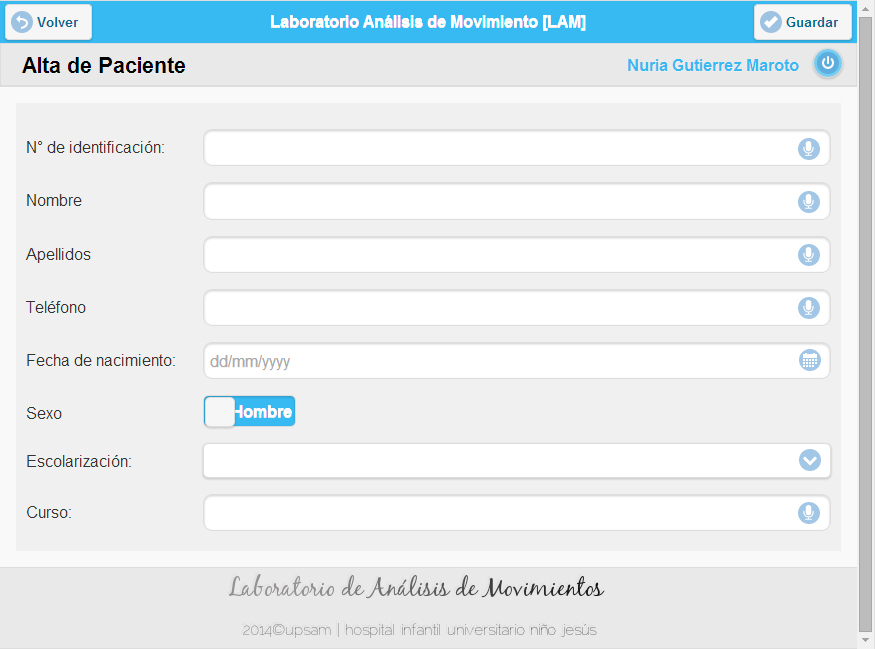 Volver
Laboratorio Análisis de Movimiento [LAM]
Guardar
Alta de Paciente
Nuria Gutierrez Maroto
N° de identificación:
Nombre
Apellidos
Teléfono
Fecha de nacimiento:
dd/mm/yyyy
Sexo
Hombre
Escolarización:
Curso:
Laboratorio de Análisis de Movimientos
2014©upsam | hospital infantil universitario niño jesús